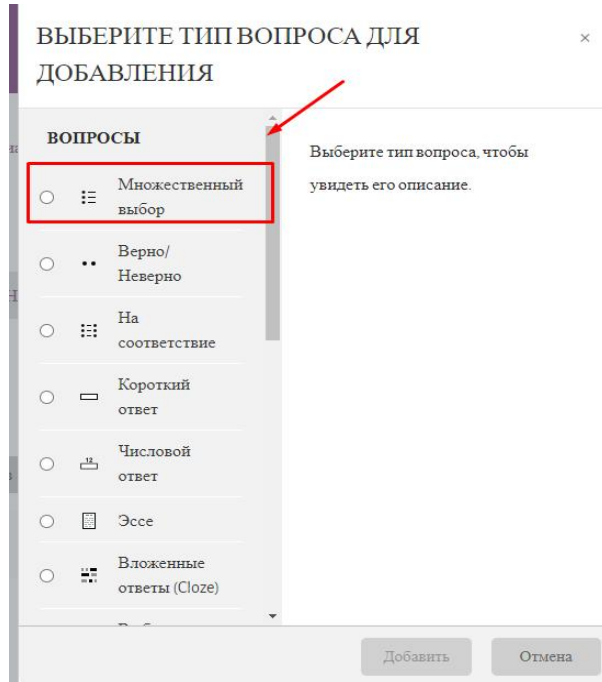 ВЫБЕРИТЕ ТИП ВОПРОСА ДЛЯ
ДОБАВЛЕНИЯ
×
ВОПРОСЫ
Множественный
выбор
Верно/
Неверно
На
соответствие
Короткий
ответ
12
Числовой
ответ
Эссе
Вложенные
ответы (Cloze)
Выберите тип вопроса, чтобы
увидеть его описание.
Добавить
Отмена